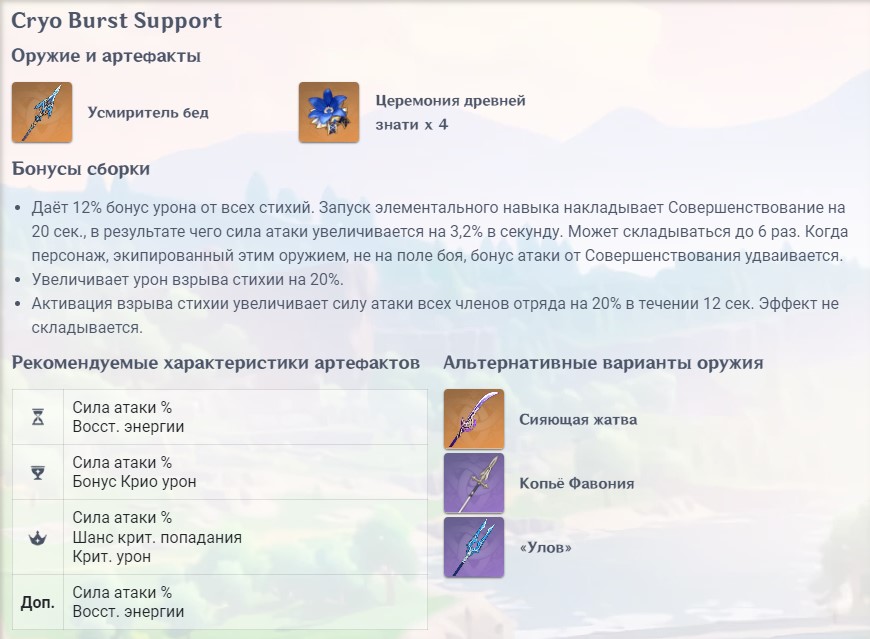 Cryo Burst Support
Оружие и артефакты
Усмиритель бед
Церемония древней
знати x 4
Бонусы сборки
• Даёт 12% бонус урона от всех стихий. Запуск элементального навыка накладывает Совершенствование на
20 сек., в результате чего сила атаки увеличивается на 3,2% в секунду. Может складываться до 6 раз. Когда
персонаж, экипированный этим оружием, не на поле боя, бонус атаки от Совершенствования удваивается.
• Увеличивает урон взрыва стихии на 20%.
• Активация взрыва стихии увеличивает силу атаки всех членов отряда на 20% в течении 12 сек. Эффект не
складывается.
Рекомендуемые характеристики артефактов
Сила атаки %
Восст. энергии
Сила атаки %
Бонус Крио урон
Сила атаки %
Шанс крит. попадания
Крит. урон
Доп.
Сила атаки %
Восст. энергии
Альтернативные варианты оружия
Сияющая жатва
Копьё Фавония
«Улов»